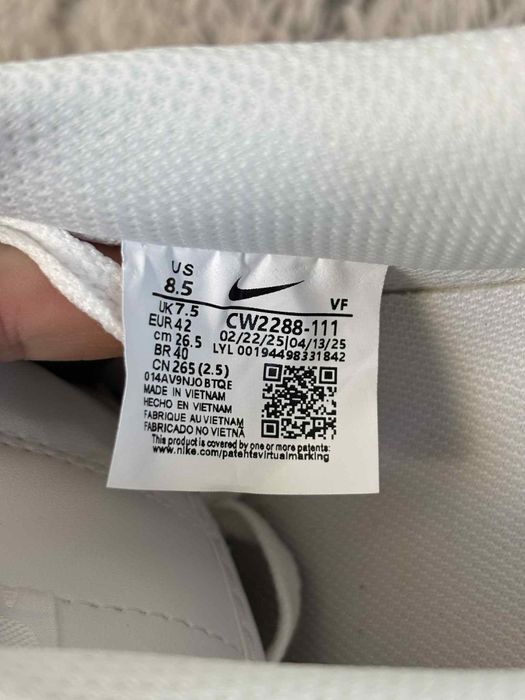 US
8.5
VF
UK 7.5
CW2288-111
EUR 42
02/22/25|04/13/25
cm 26.5
LYL 00194498331842
BR 40
CN 265 (2.5)
014AV9NJO BTQE
MADE IN VIETNAM
HECHO EN VIETNAM
FABRIQUE AU VIETNAM
FABRICADO NO VIETNÃ
This product is covered by one or more patents:
www.nike.com/patentsvirtualmarking